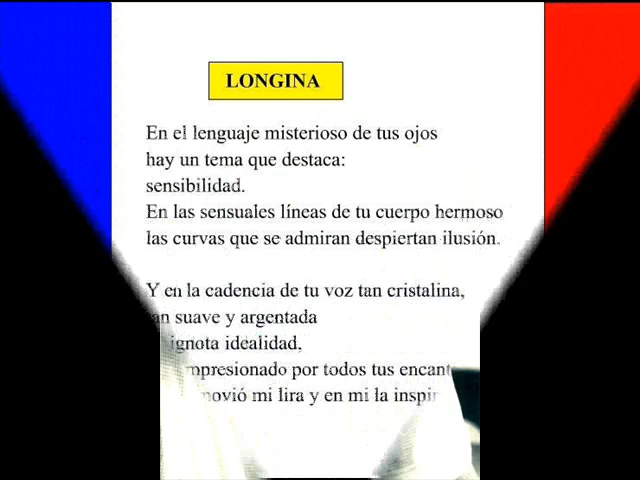 LONGINA
En el lenguaje misterioso de tus ojos
hay un tema que destaca:
sensibilidad.
En las sensuales líneas de tu cuerpo hermoso
las curvas que se admiran despiertan ilusión.
Y en la cadencia de tu voz tan cristalina,
suave y argentada
ignota idealidad,
por todos tus
mi lira y en mi la